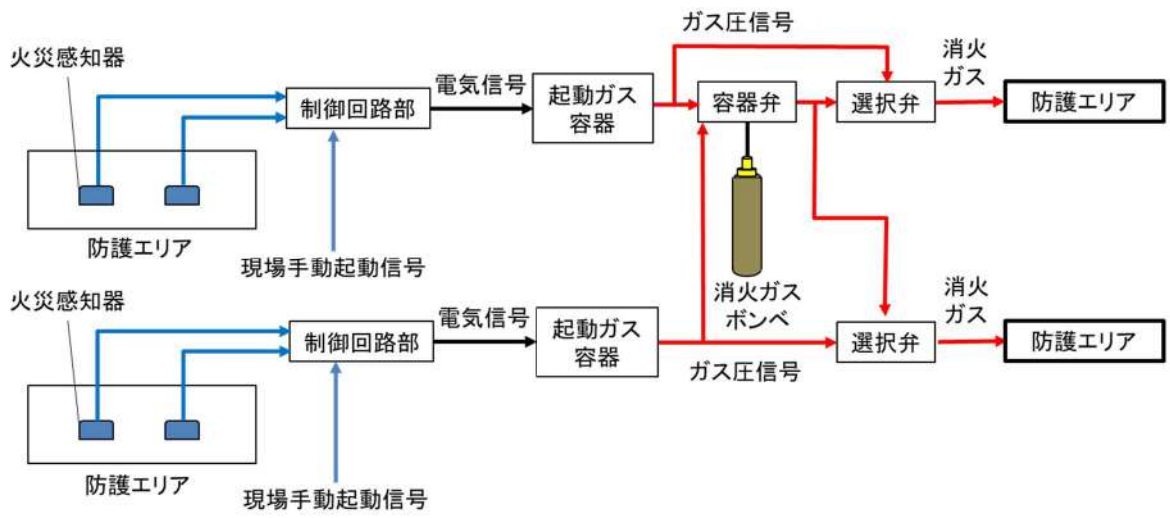 ガス圧信号
火災感知器
消火
ガス
電気信号
制御回路部
起動ガス
容器
容器弁
選択弁
防護エリア
防護エリア
現場手動起動信号
火災感知器
消火ガス
ボンベ
消火
ガス
電気信号
制御回路部
起動ガス
容器
選択弁
防護エリア
ガス圧信号
防護エリア
現場手動起動信号